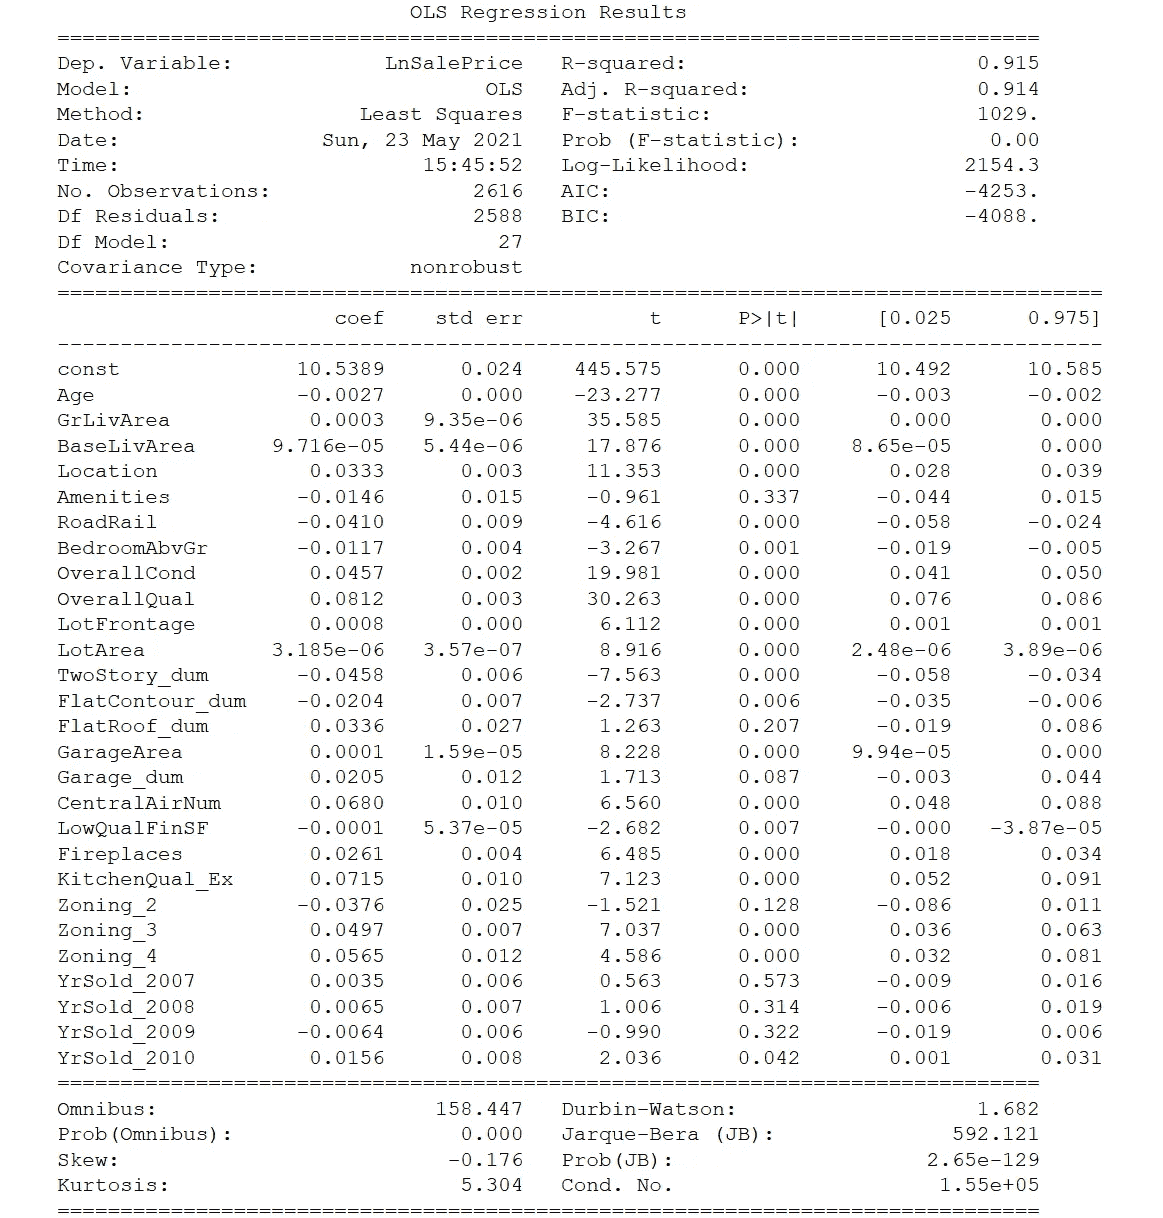 OLS Regression Results
==============================================================================
Dep. Variable: LnSalePrice R-squared: 0.915
Model: OLS Adj. R-squared: 0.914
Method: Least Squares F-statistic: 1029.
Date: Sun, 23 May 2021 Prob (F-statistic): 0.00
Time: 15:45:52 Log-Likelihood: 2154.3
No. Observations: 2616 AIC: -4253.
Df Residuals: 2588 BIC: -4088.
Df Model: 27
Covariance Type: nonrobust
===================================================================================
coef std err t P>|t| [0.025 0.975]
-----------------------------------------------------------------------------------
const 10.5389 0.024 445.575 0.000 10.492 10.585
Age -0.0027 0.000 -23.277 0.000 -0.003 -0.002
GrLivArea 0.0003 9.35e-06 35.585 0.000 0.000 0.000
BaseLivArea 9.716e-05 5.44e-06 17.876 0.000 8.65e-05 0.000
Location 0.0333 0.003 11.353 0.000 0.028 0.039
Amenities -0.0146 0.015 -0.961 0.337 -0.044 0.015
RoadRail -0.0410 0.009 -4.616 0.000 -0.058 -0.024
BedroomAbvGr -0.0117 0.004 -3.267 0.001 -0.019 -0.005
OverallCond 0.0457 0.002 19.981 0.000 0.041 0.050
OverallQual 0.0812 0.003 30.263 0.000 0.076 0.086
LotFrontage 0.0008 0.000 6.112 0.000 0.001 0.001
LotArea 3.185e-06 3.57e-07 8.916 0.000 2.48e-06 3.89e-06
TwoStory_dum -0.0458 0.006 -7.563 0.000 -0.058 -0.034
FlatContour_dum -0.0204 0.007 -2.737 0.006 -0.035 -0.006
FlatRoof_dum 0.0336 0.027 1.263 0.207 -0.019 0.086
GarageArea 0.0001 1.59e-05 8.228 0.000 9.94e-05 0.000
Garage_dum 0.0205 0.012 1.713 0.087 -0.003 0.044
CentralAirNum 0.0680 0.010 6.560 0.000 0.048 0.088
LowQualFinSF -0.0001 5.37e-05 -2.682 0.007 -0.000 -3.87e-05
Fireplaces 0.0261 0.004 6.485 0.000 0.018 0.034
KitchenQual_Ex 0.0715 0.010 7.123 0.000 0.052 0.091
Zoning_2 -0.0376 0.025 -1.521 0.128 -0.086 0.011
Zoning_3 0.0497 0.007 7.037 0.000 0.036 0.063
Zoning_4 0.0565 0.012 4.586 0.000 0.032 0.081
YrSold_2007 0.0035 0.006 0.563 0.573 -0.009 0.016
YrSold_2008 0.0065 0.007 1.006 0.314 -0.006 0.019
YrSold_2009 -0.0064 0.006 -0.990 0.322 -0.019 0.006
YrSold_2010 0.0156 0.008 2.036 0.042 0.001 0.031
==============================================================================
Omnibus: 158.447 Durbin-Watson: 1.682
Prob(Omnibus): 0.000 Jarque-Bera (JB): 592.121
Skew: -0.176 Prob(JB): 2.65e-129
Kurtosis: 5.304 Cond. No. 1.55e+05
==============================================================================